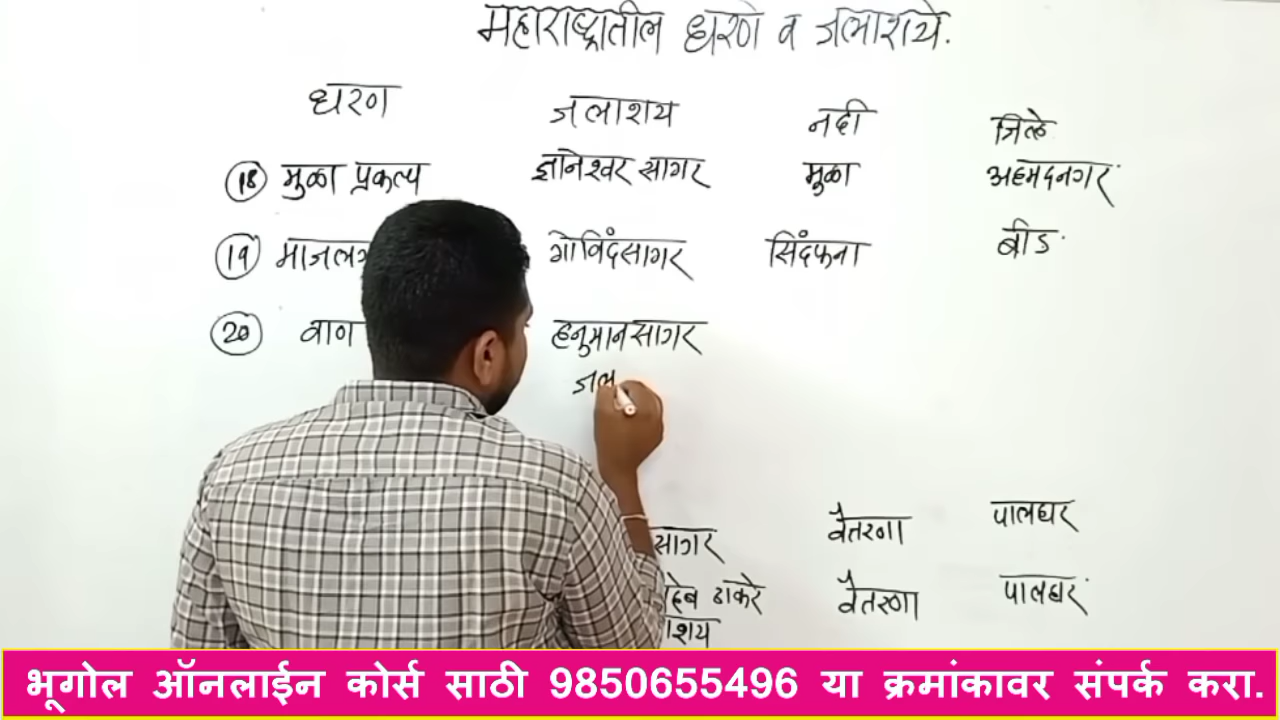 महाराष्ट्रातील धरणे व जलाशये.
धरण जलाशय नदी जिल्हे
18 मुळा प्रकल्प ज्ञानेश्वर सागर मुळा अहमदनगर
19 गोविंदसागर सिंदफना बीड
20 वाण हनुमानसागर
जल
सागर वैतरणा पालघर
ठाकरे वैतरणा पालघर
भूगोल ऑनलाईन कोर्स साठी 9850655496 या क्रमांकावर संपर्क करा.